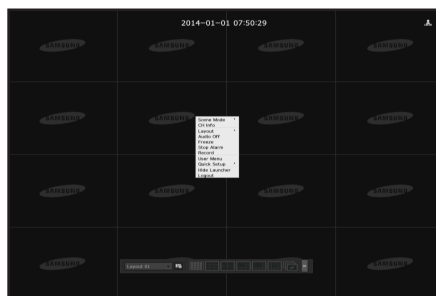 2014-01-01 07:50:29
SAMSUNG SAMSUNG SAMSUNG SAMSUNG
SAMSUNG SAMSUNG SAMSUNG SAMSUNG
Scene Mode
CH Info
Layout
Audio Off
Freeze
Stop Alarm
Record
User Menu
Quick Setup
Hide Launcher
Logout
SAMSUNG SAMSUNG SAMSUNG SAMSUNG
SAMSUNG SAMSUNG
Layout 01